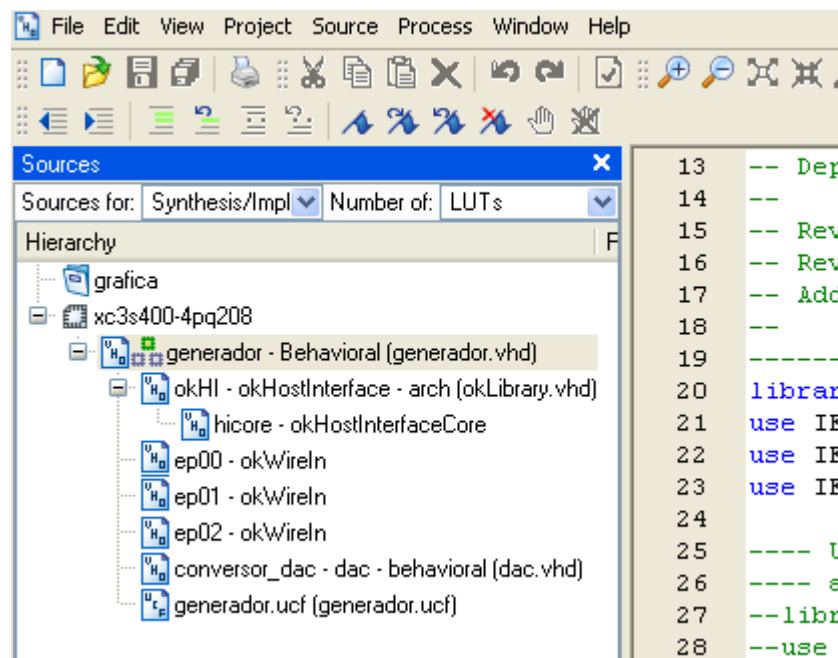 File Edit View Project Source Process Window Help
Sources
Sources for: Synthesis/Impl Number of: LUTs
Hierarchy F
grafica
xc3s400-4pq208
generador - Behavioral (generador.vhd)
okHI - okHostInterface - arch (okLibrary.vhd)
hicore - okHostInterfaceCore
ep00 - okWireIn
ep01 - okWireIn
ep02 - okWireIn
conversor_dac - dac - behavioral (dac.vhd)
generador.ucf (generador.ucf)
13 -- Dep
14 --
15 -- Rev
16 -- Rev
17 -- Add
18 --
19 ------
20 librar
21 use IE
22 use IE
23 use IE
24
25 ---- U
26 ---- a
27 --libr
28 --use